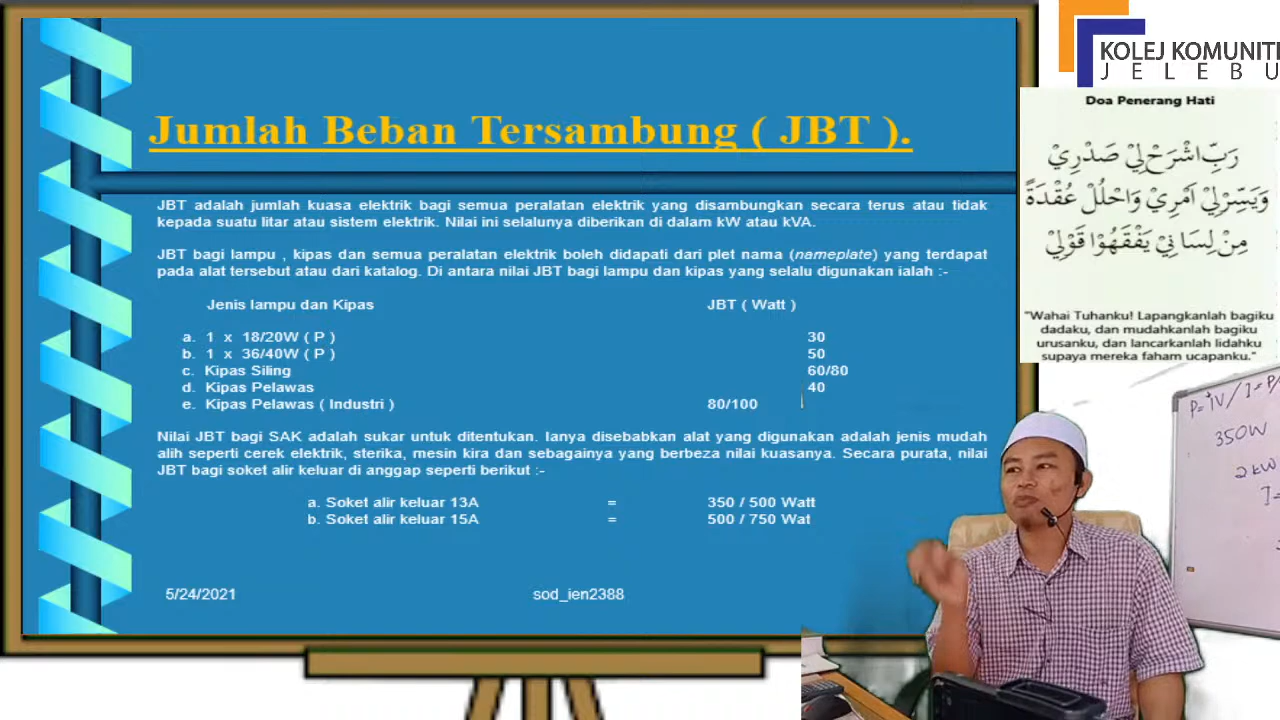 Jumlah Beban Tersambung ( JBT ).
JBT adalah jumlah kuasa elektrik bagi semua peralatan elektrik yang disambungkan secara terus atau tidak
kepada suatu litar atau sistem elektrik. Nilai ini selalunya diberikan di dalam kW atau kVA.
JBT bagi lampu , kipas dan semua peralatan elektrik boleh didapati dari plet nama (nameplate) yang terdapat
pada alat tersebut atau dari katalog. Di antara nilai JBT bagi lampu dan kipas yang selalu digunakan ialah :-
Jenis lampu dan Kipas JBT ( Watt )
a. 1 x 18/20W ( P ) 30
b. 1 x 36/40W ( P ) 50
c. Kipas Siling 60/80
d. Kipas Pelawas 40
e. Kipas Pelawas ( Industri ) 80/100
Nilai JBT bagi SAK adalah sukar untuk ditentukan. Ianya disebabkan alat yang digunakan adalah jenis mudah
alih seperti cerek elektrik, sterika, mesin kira dan sebagainya yang berbeza nilai kuasanya. Secara purata, nilai
JBT bagi soket alir keluar di anggap seperti berikut :-
a. Soket alir keluar 13A = 350 / 500 Watt
b. Soket alir keluar 15A = 500 / 750 Wat
5/24/2021 sod_ien2388
KOLEJ KOMUNITI
JELEBU
Doa Penerang Hati
رَبِّ اشْرَحْ لِيْ صَدْرِيْ
وَيَسِّرْلِيْ اَمْرِيْ وَاحْلُلْ عُقْدَةً
مِنْ لِسَانِيْ يَفْقَهُوْا قَوْلِيْ
"Wahai Tuhanku! Lapangkanlah bagiku
dadaku, dan mudahkanlah bagiku
urusanku, dan lancarkanlah lidahku
supaya mereka faham ucapanku."
P=IV / I=P/
350W
2kW
I=